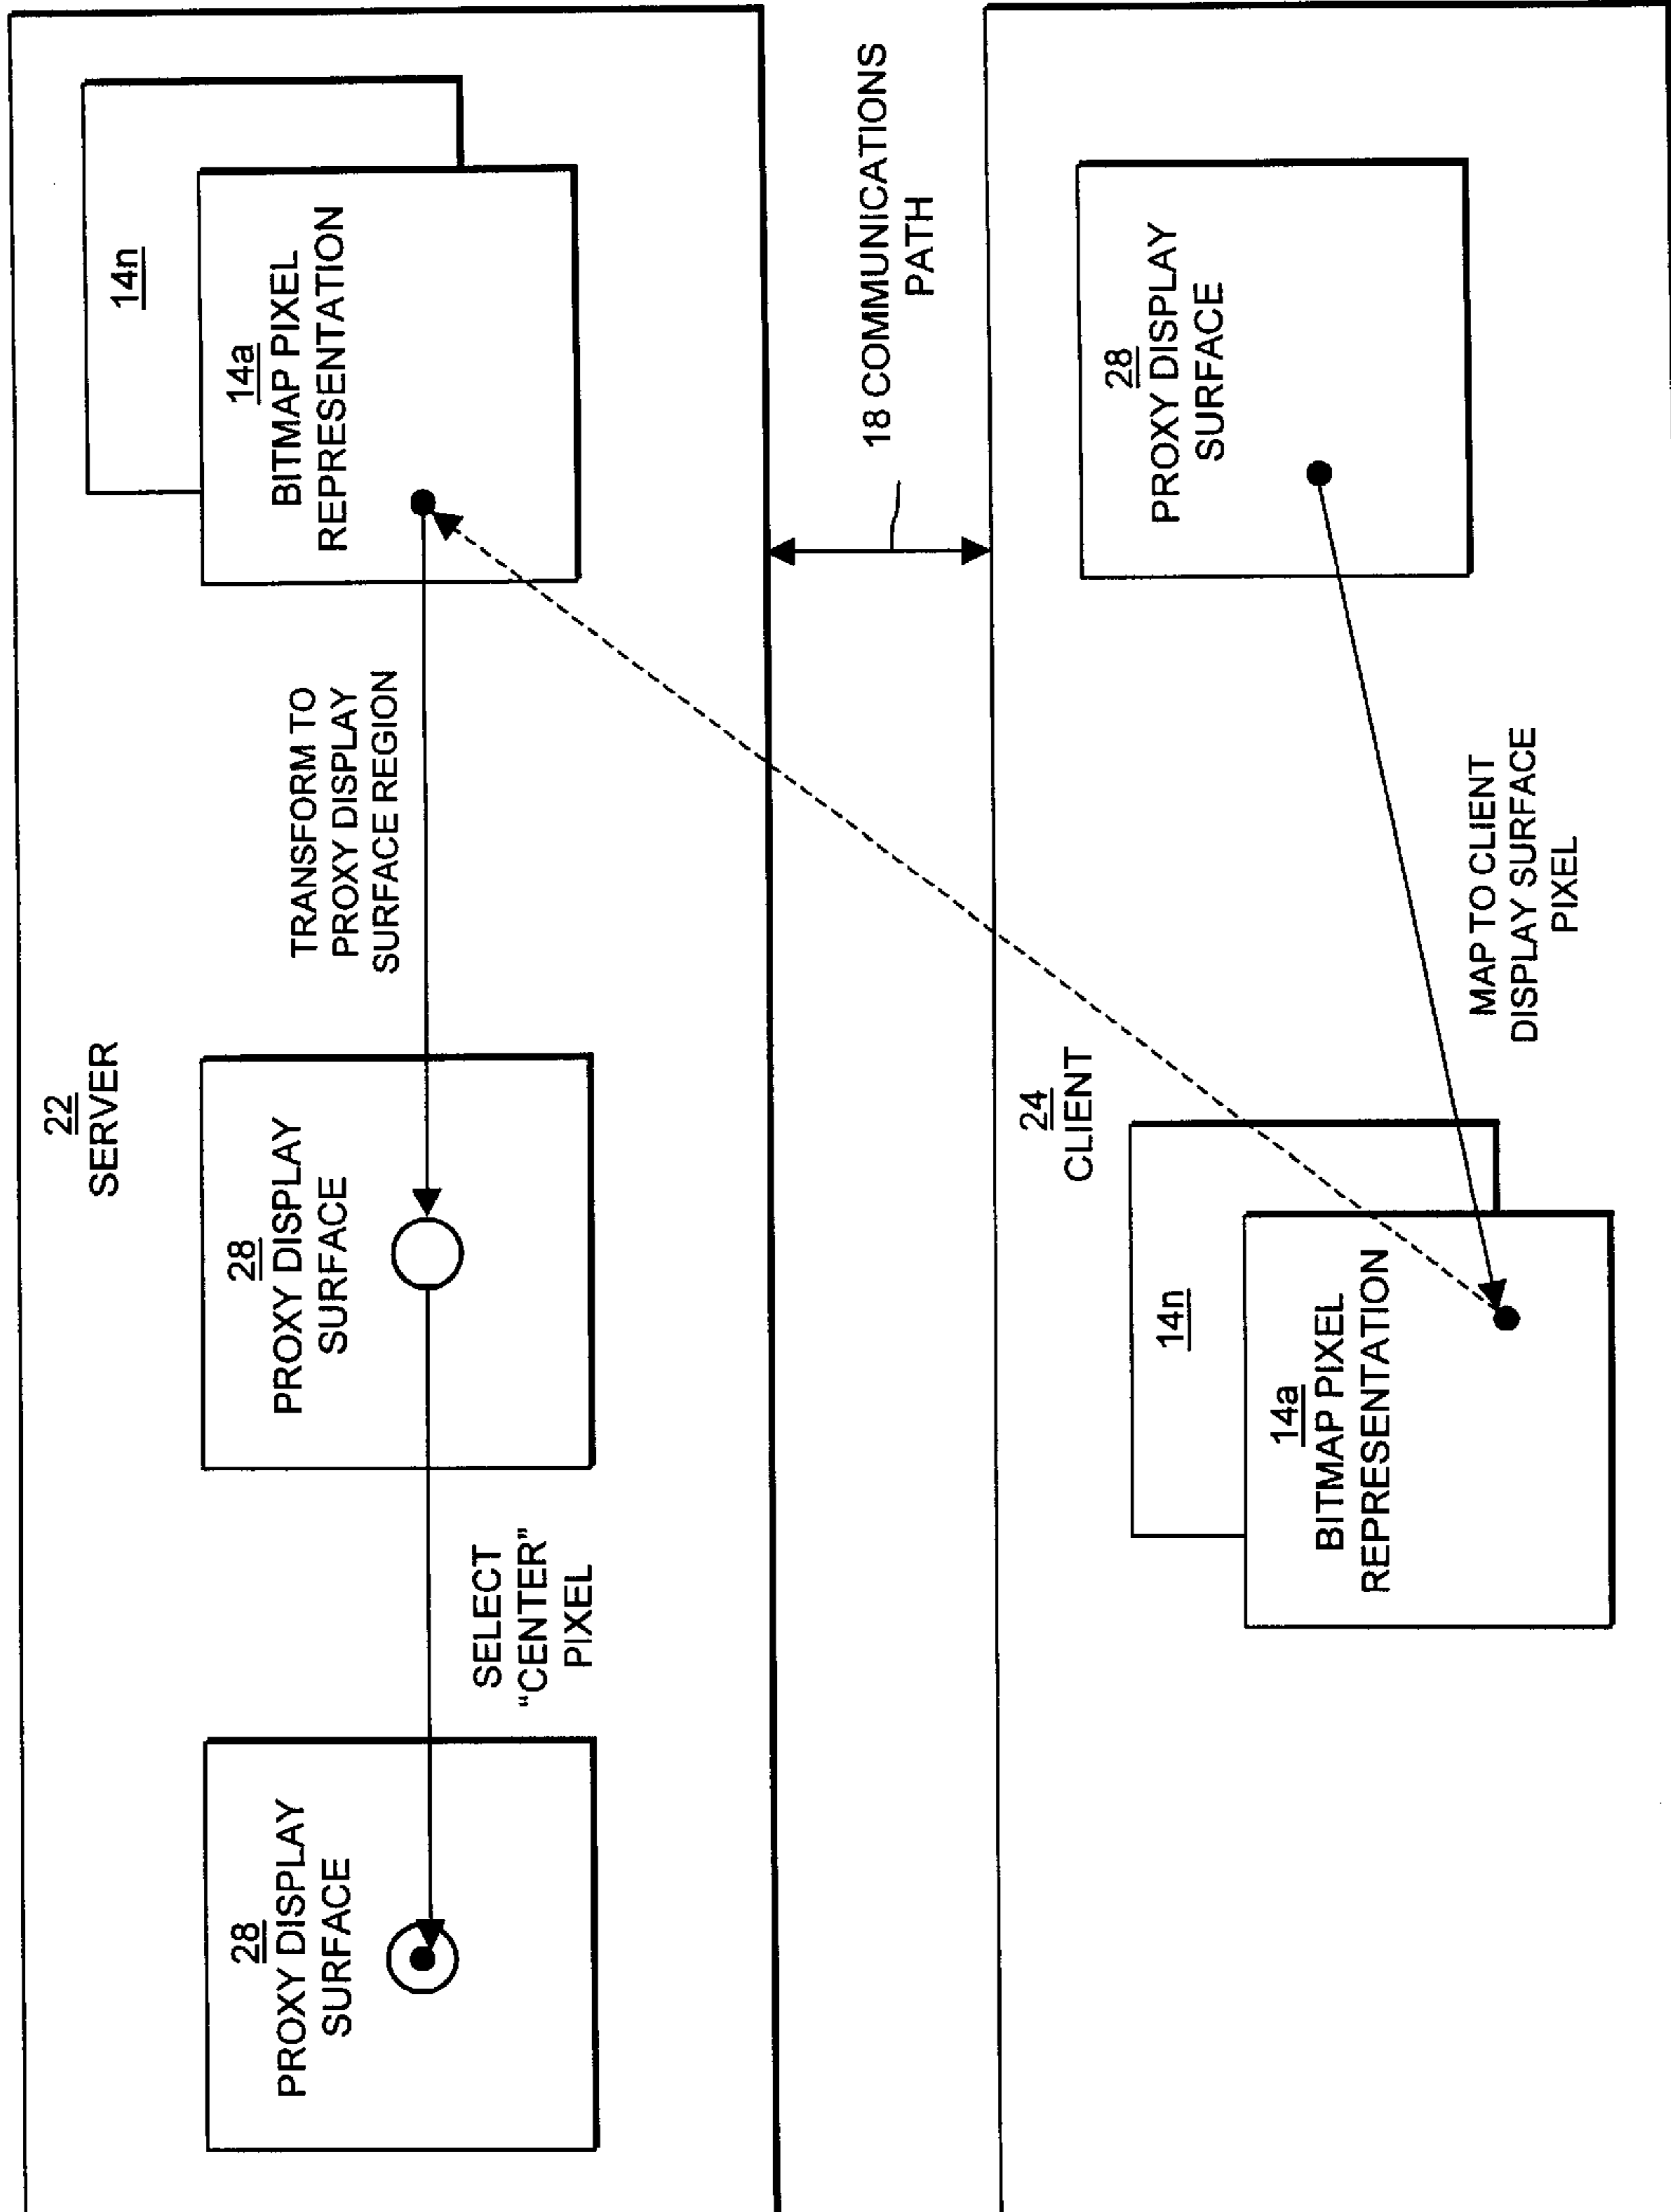 22
SERVER
28
PROXY DISPLAY
SURFACE
SELECT
“CENTER”
PIXEL
28
PROXY DISPLAY
SURFACE
TRANSFORM TO
PROXY DISPLAY
SURFACE REGION
14n
14a
BITMAP PIXEL
REPRESENTATION
18 COMMUNICATIONS
PATH
24
CLIENT
14n
14a
BITMAP PIXEL
REPRESENTATION
MAP TO CLIENT
DISPLAY SURFACE
PIXEL
28
PROXY DISPLAY
SURFACE